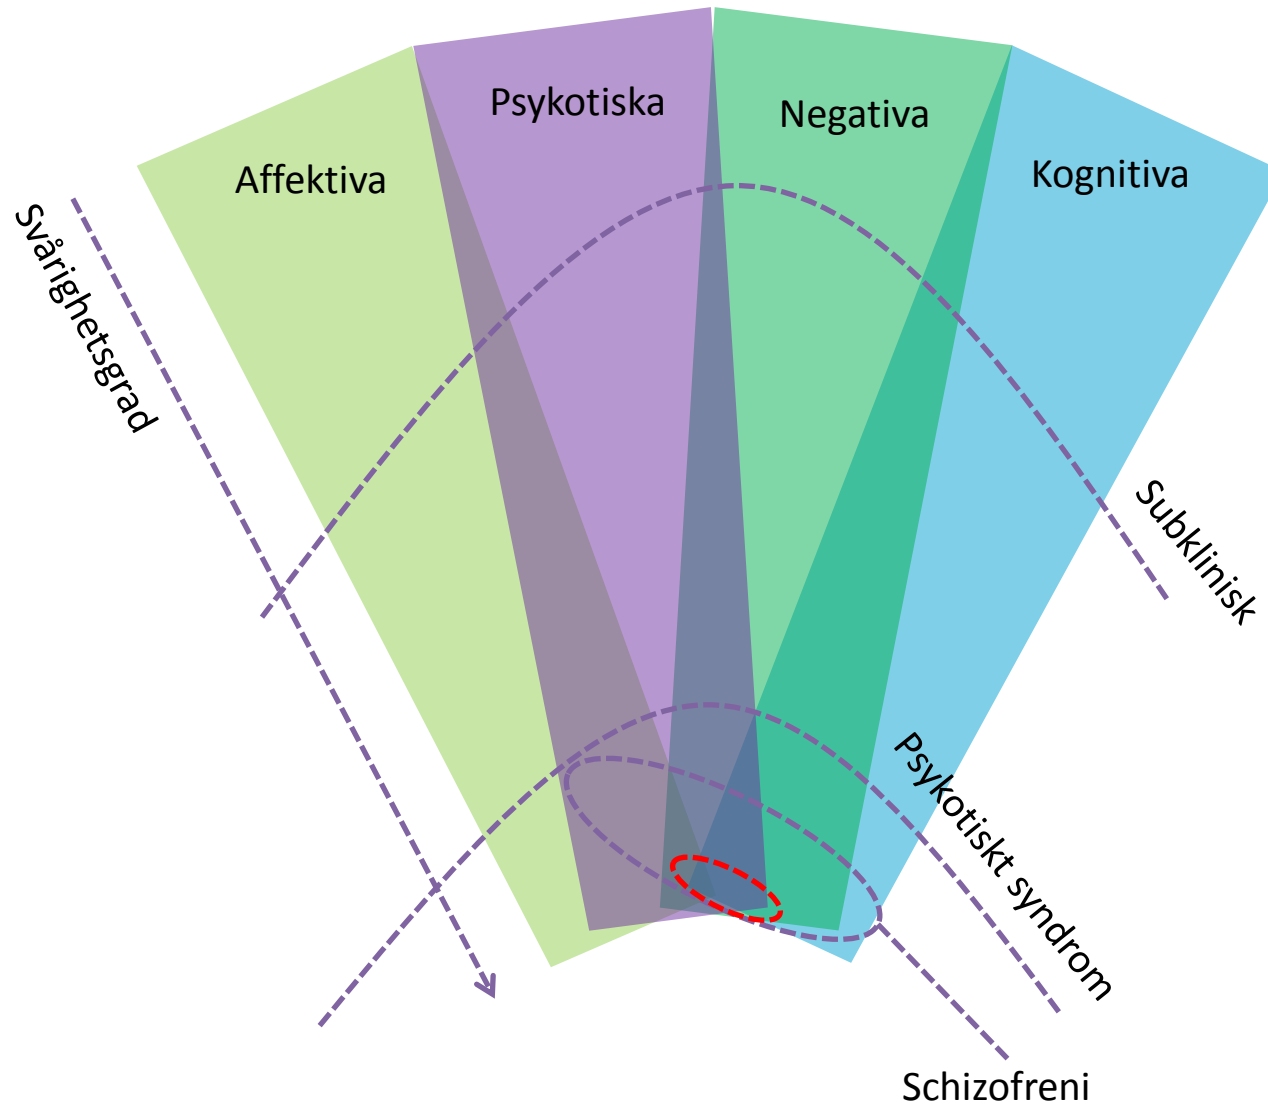 Psykotiska
Negativa
Affektiva
Kognitiva
Svårighetsgrad
Subklinisk
Psykotiskt syndrom
Schizofreni